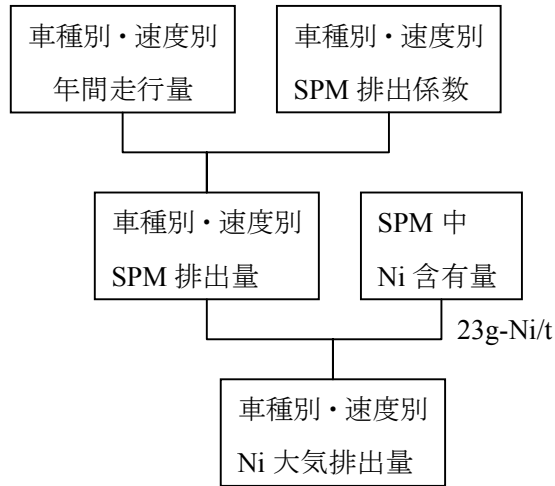 車種別・速度別
年間走行量
車種別・速度別
SPM 排出係数
車種別・速度別
SPM 排出量
SPM 中
Ni 含有量
23g-Ni/t
車種別・速度別
Ni 大気排出量